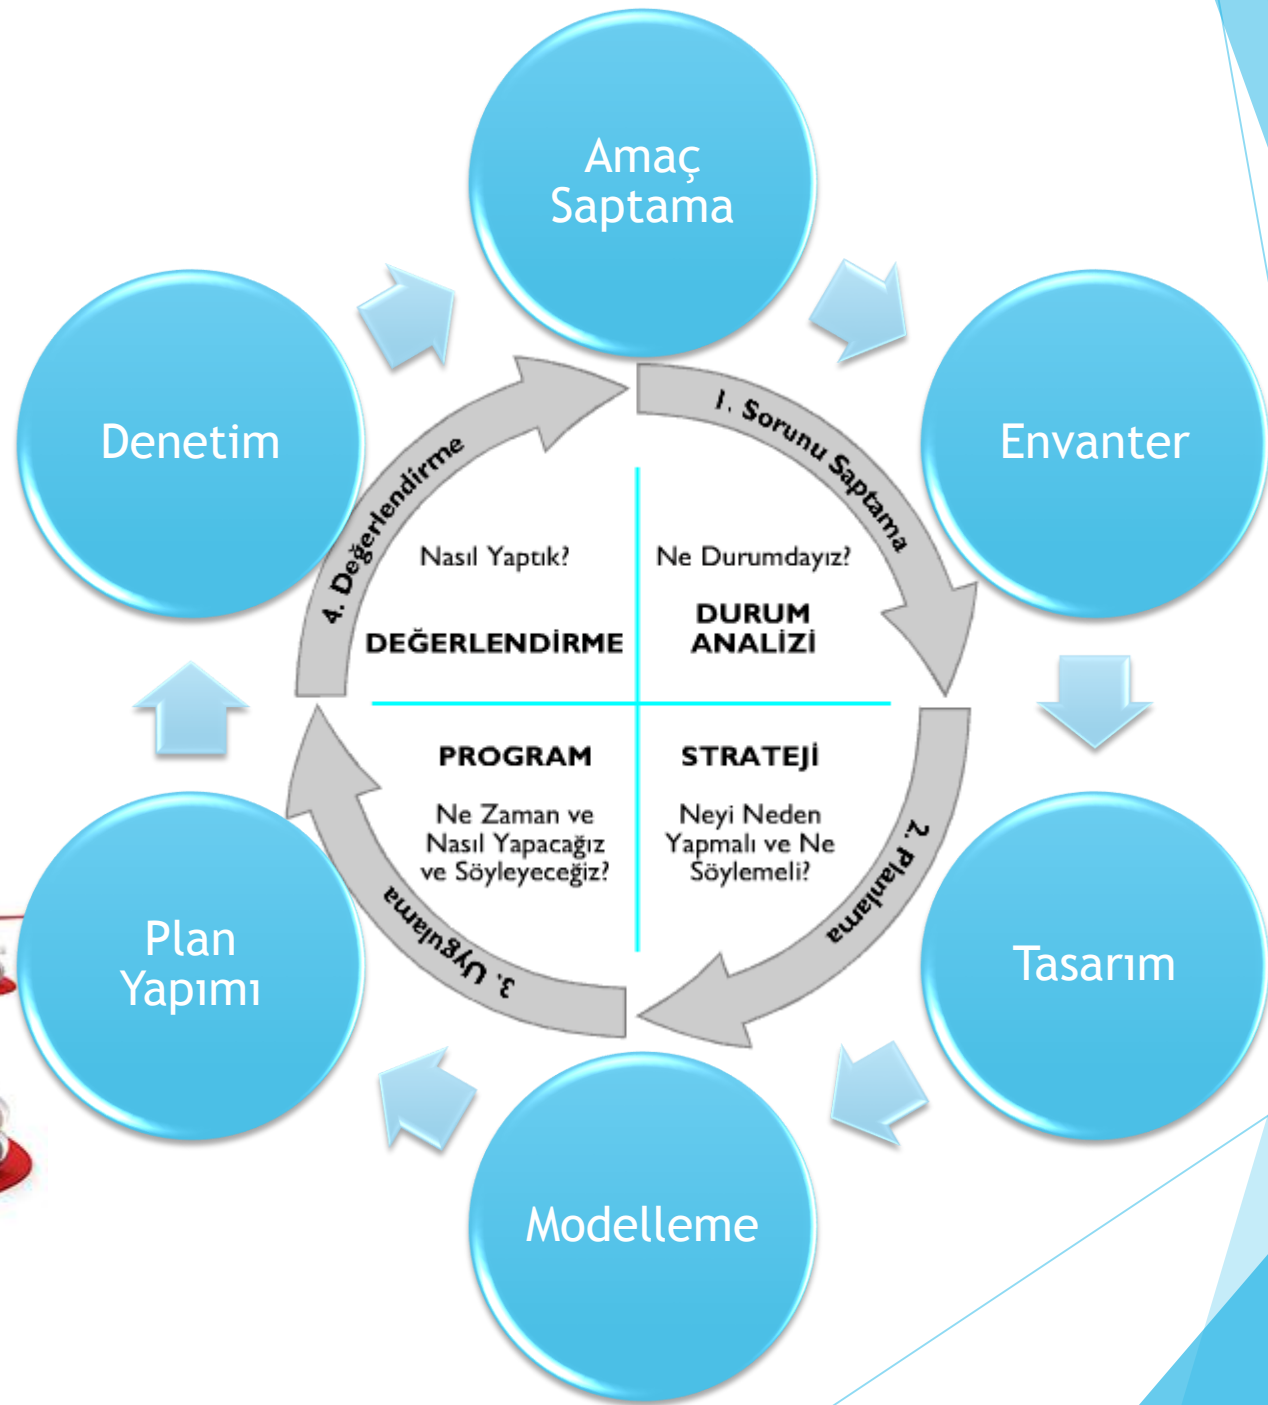 Amaç
Saptama
Envanter
Tasarım
Modelleme
Plan
Yapımı
Denetim
1. Sorunu Saptama
2. Planlama
3. Uygulama
4. Değerlendirme
Nasıl Yaptık?
DEĞERLENDİRME
Ne Durumdayız?
DURUM
ANALİZİ
PROGRAM
Ne Zaman ve
Nasıl Yapacağız
ve Söyleyeceğiz?
STRATEJİ
Neyi Neden
Yapmalı ve Ne
Söylemeli?